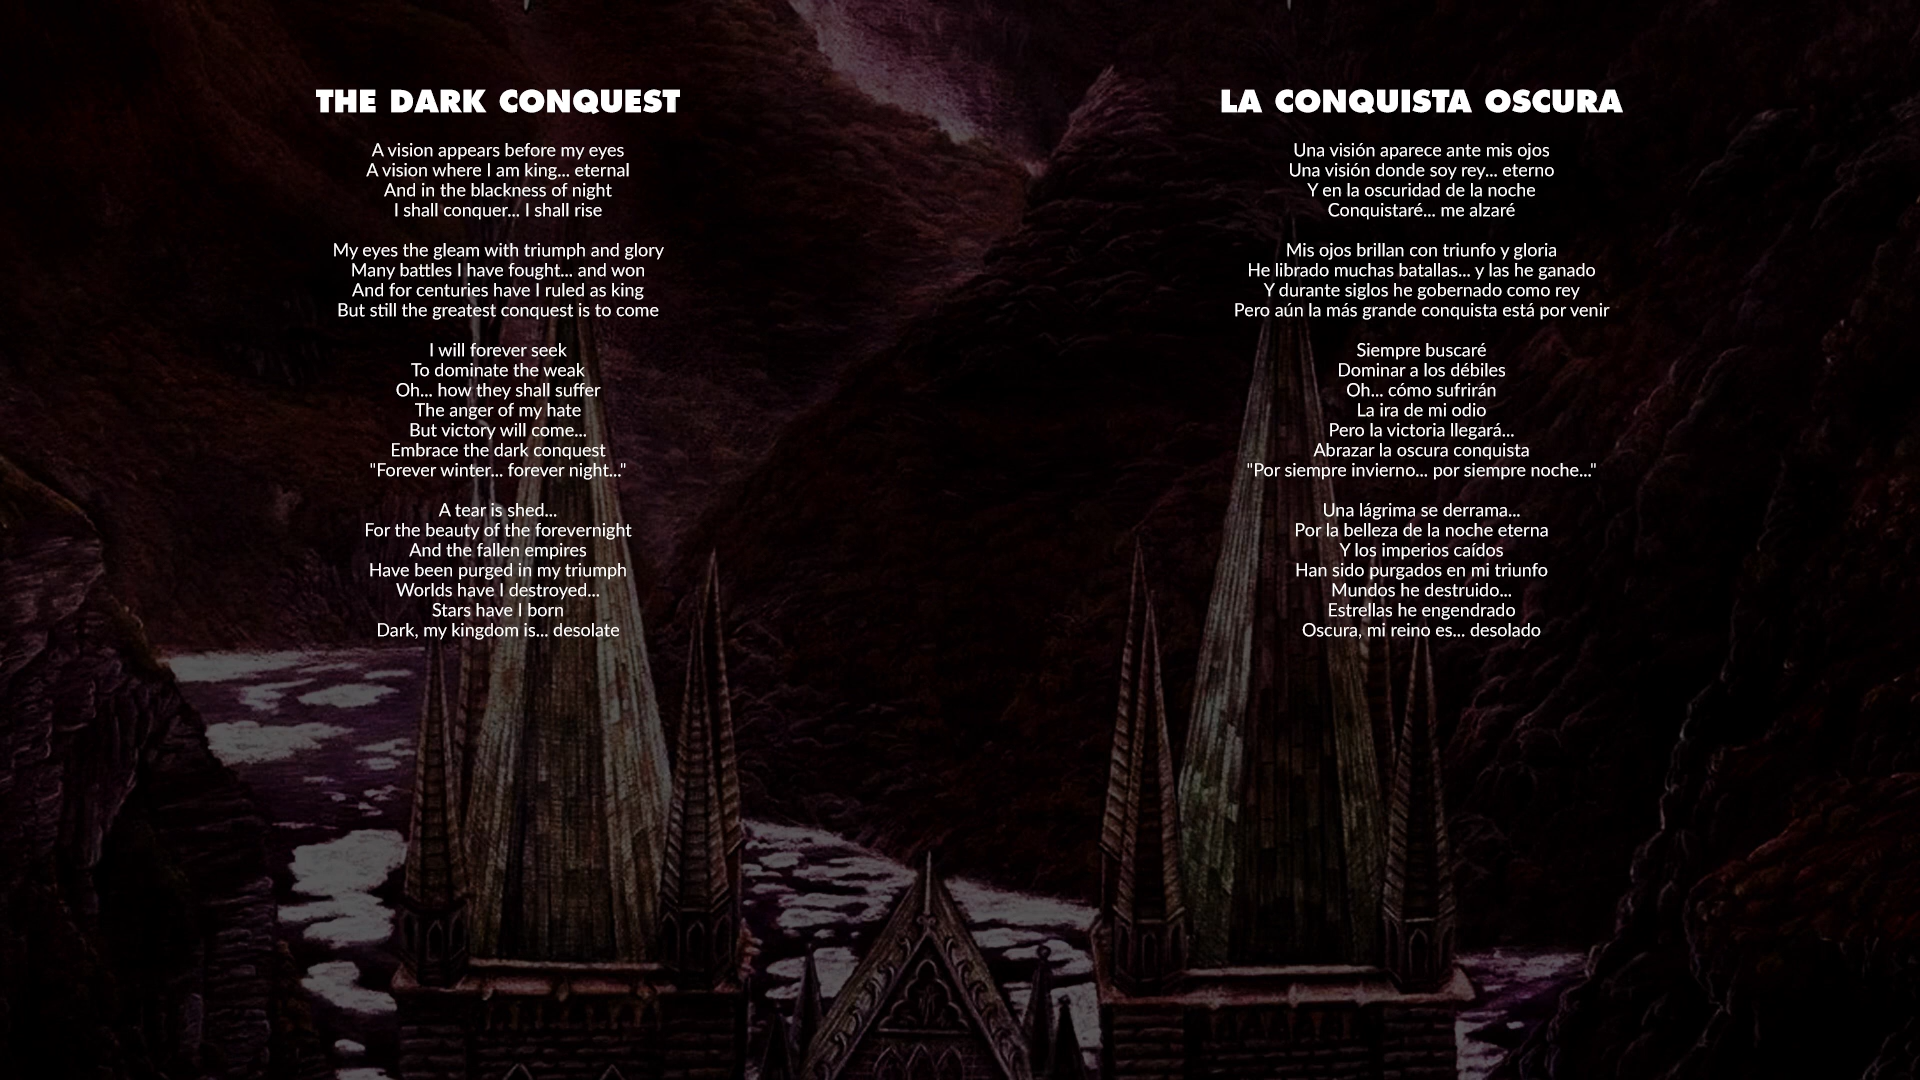 THE DARK CONQUEST
A vision appears before my eyes
A vision where I am king... eternal
And in the blackness of night
I shall conquer... I shall rise
My eyes the gleam with triumph and glory
Many battles I have fought... and won
And for centuries have I ruled as king
But still the greatest conquest is to come
I will forever seek
To dominate the weak
Oh... how they shall suffer
The anger of my hate
But victory will come...
Embrace the dark conquest
"Forever winter... forever night..."
A tear is shed...
For the beauty of the forevernight
And the fallen empires
Have been purged in my triumph
Worlds have I destroyed...
Stars have I born
Dark, my kingdom is... desolate
LA CONQUISTA OSCURA
Una visión aparece ante mis ojos
Una visión donde soy rey... eterno
Y en la oscuridad de la noche
Conquistaré... me alzaré
Mis ojos brillan con triunfo y gloria
He librado muchas batallas... y las he ganado
Y durante siglos he gobernado como rey
Pero aún la más grande conquista está por venir
Siempre buscaré
Dominar a los débiles
Oh... cómo sufrirán
La ira de mi odio
Pero la victoria llegará...
Abrazar la oscura conquista
"Por siempre invierno... por siempre noche..."
Una lágrima se derrama...
Por la belleza de la noche eterna
Y los imperios caídos
Han sido purgados en mi triunfo
Mundos he destruido...
Estrellas he engendrado
Oscura, mi reino es... desolado